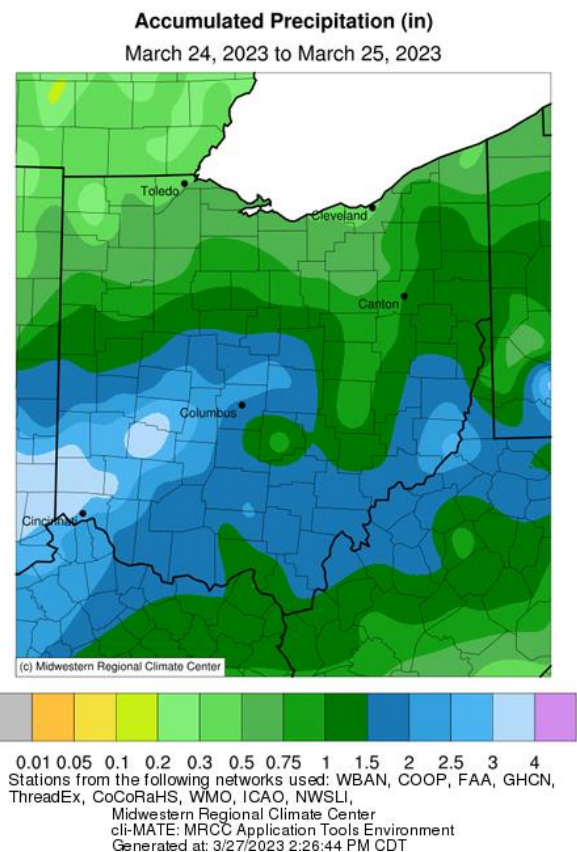 Accumulated Precipitation (in)
March 24, 2023 to March 25, 2023
Toledo
Cleveland
Canton
Columbus
Cincinnati
(c) Midwestern Regional Climate Center
0.01 0.05 0.1 0.2 0.3 0.5 0.75 1 1.5 2 2.5 3 4
Stations from the following networks used: WBAN, COOP, FAA, GHCN,
ThreadEx, CoCoRaHS, WMO, ICAO, NWSLI,
Midwestern Regional Climate Center
cli-MATE: MRCC Application Tools Environment
Generated at: 3/27/2023 2:26:44 PM CDT